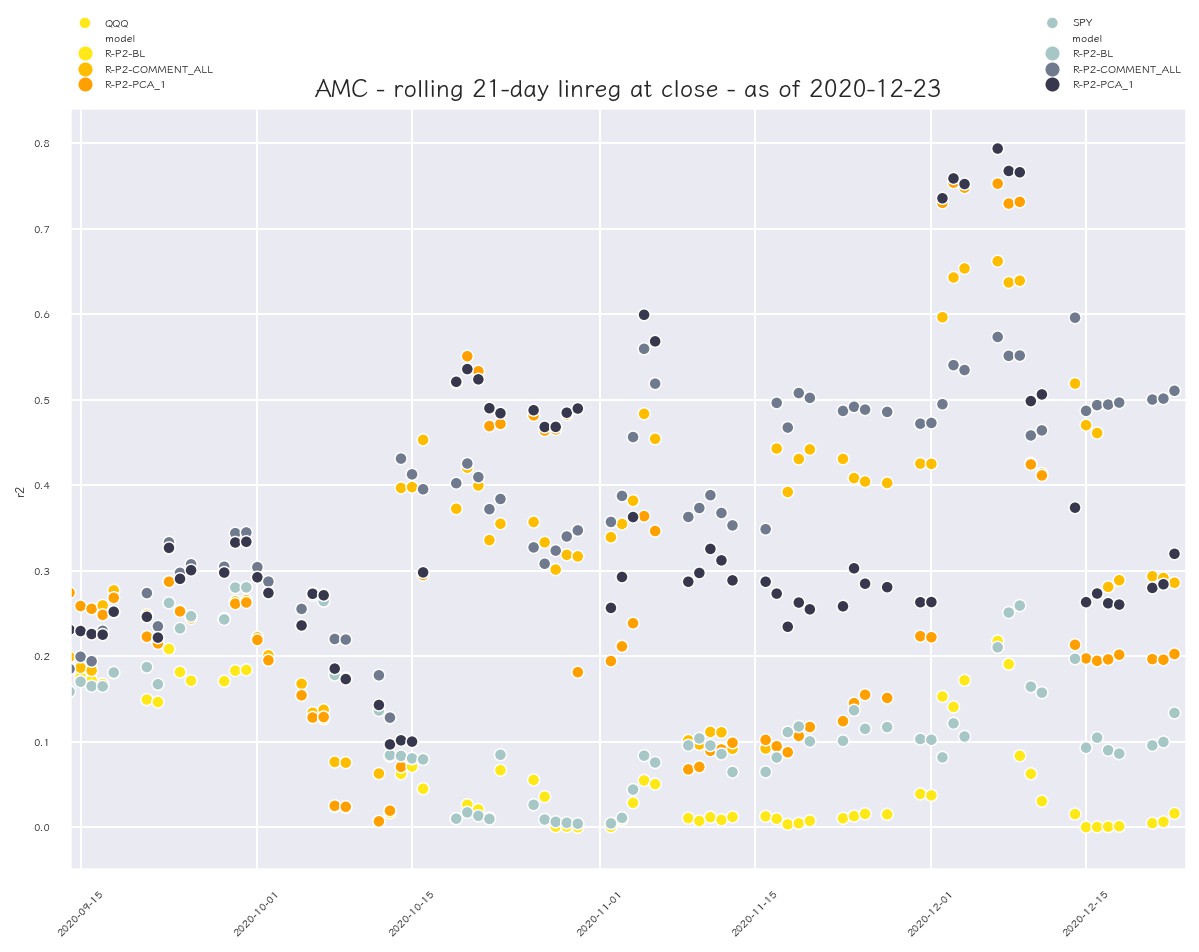 QQQ
model
R-P2-BL
R-P2-COMMENT_ALL
R-P2-PCA_1
SPY
model
R-P2-BL
R-P2-COMMENT_ALL
R-P2-PCA_1
AMC - rolling 21-day linreg at close - as of 2020-12-23
0.8
0.7
0.6
0.5
0.4
0.3
0.2
0.1
0.0
r2
2020-09-15
2020-10-01
2020-10-15
2020-11-01
2020-11-15
2020-12-01
2020-12-15